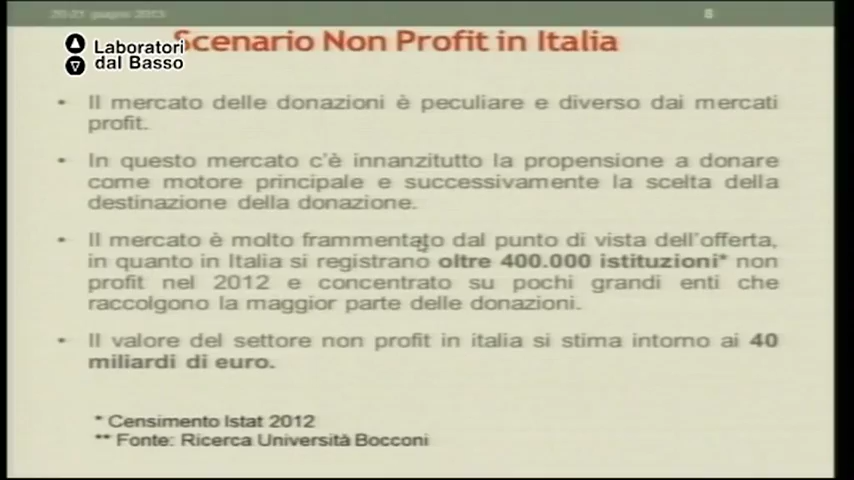 20-21 giugno 2013
8
Scenario Non Profit in Italia
Laboratori
dal Basso
• Il mercato delle donazioni è peculiare e diverso dai mercati
profit.
• In questo mercato c'è innanzitutto la propensione a donare
come motore principale e successivamente la scelta della
destinazione della donazione.
• Il mercato è molto frammentato dal punto di vista dell'offerta,
in quanto in Italia si registrano oltre 400.000 istituzioni* non
profit nel 2012 e concentrato su pochi grandi enti che
raccolgono la maggior parte delle donazioni.
• Il valore del settore non profit in italia si stima intorno ai 40
miliardi di euro.
* Censimento Istat 2012
** Fonte: Ricerca Università Bocconi